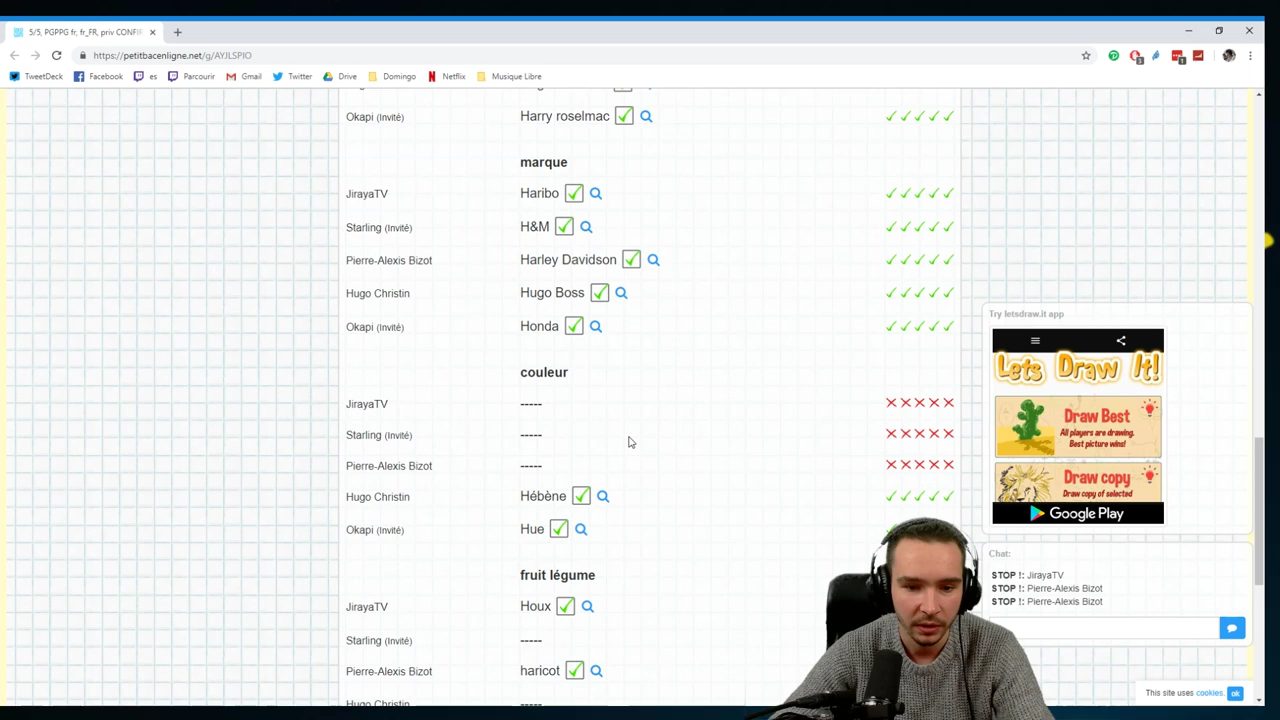 5/5, PGPPG fr, fr_FR, priv CONFIR
https://petitbacenligne.net/g/AYJLSPIO
TweetDeck Facebook es Parcourir Gmail Twitter Drive Domingo Netflix Musique Libre
Okapi (Invité) Harry roselmac
marque
JirayaTV Haribo
Starling (Invité) H&M
Pierre-Alexis Bizot Harley Davidson
Hugo Christin Hugo Boss
Okapi (Invité) Honda
couleur
JirayaTV -----
Starling (Invité) -----
Pierre-Alexis Bizot -----
Hugo Christin Hébène
Okapi (Invité) Hue
fruit légume
JirayaTV Houx
Starling (Invité) -----
Pierre-Alexis Bizot haricot
Try letsdraw.it app
Lets Draw It!
Draw Best
All players are drawing.
Best picture wins!
Draw copy
Draw copy of selected
Google Play
Chat:
STOP !: JirayaTV
STOP !: Pierre-Alexis Bizot
STOP !: Pierre-Alexis Bizot
This site uses cookies. ok